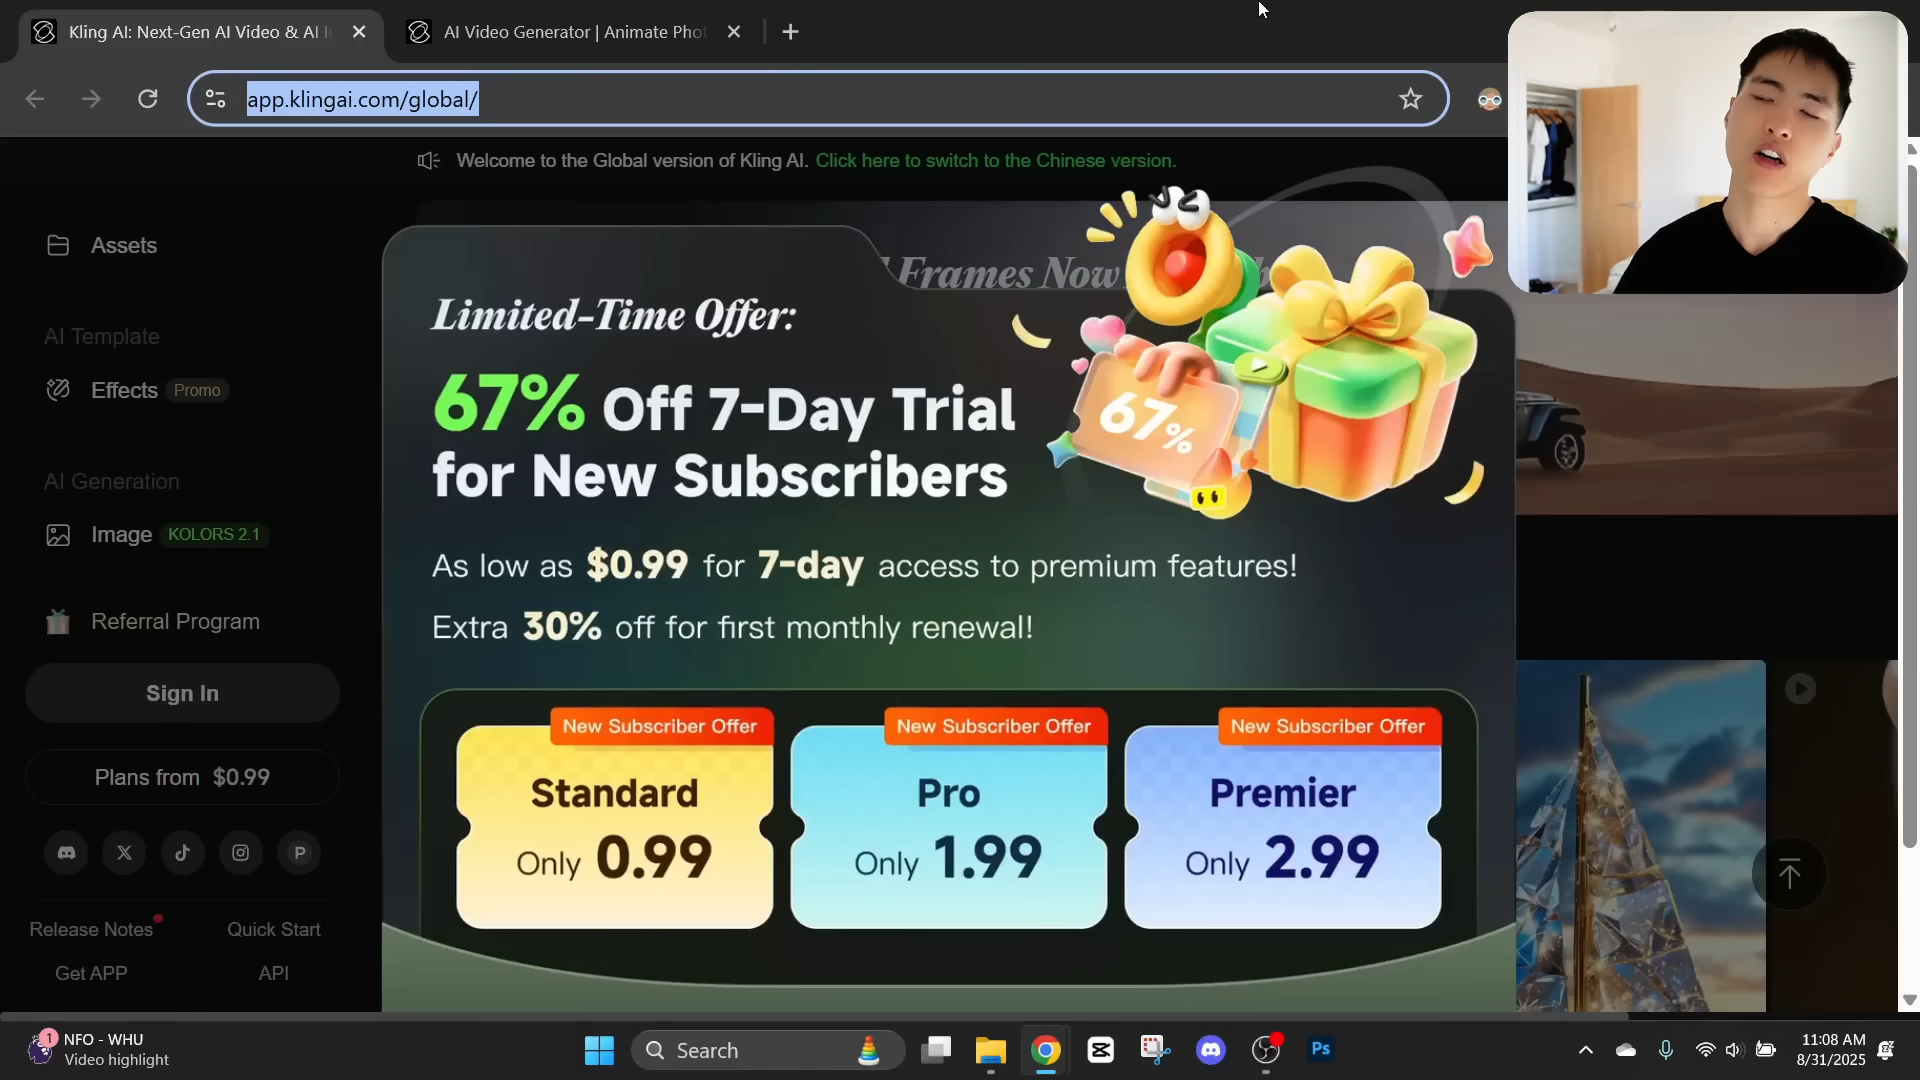 Kling AI: Next-Gen AI Video & AI I
AI Video Generator | Animate Pho
app.klingai.com/global/
Welcome to the Global version of Kling AI. Click here to switch to the Chinese version.
Assets
AI Template
Effects Promo
AI Generation
Image KOLORS 2.1
Referral Program
Sign In
Plans from $0.99
Release Notes Quick Start
Get APP API
Frames Now
Limited-Time Offer:
67% Off 7-Day Trial
for New Subscribers
67%
As low as $0.99 for 7-day access to premium features!
Extra 30% off for first monthly renewal!
New Subscriber Offer
Standard
Only 0.99
New Subscriber Offer
Pro
Only 1.99
New Subscriber Offer
Premier
Only 2.99
1
NFO - WHU
Video highlight
Search
Ps
11:08 AM
8/31/2025